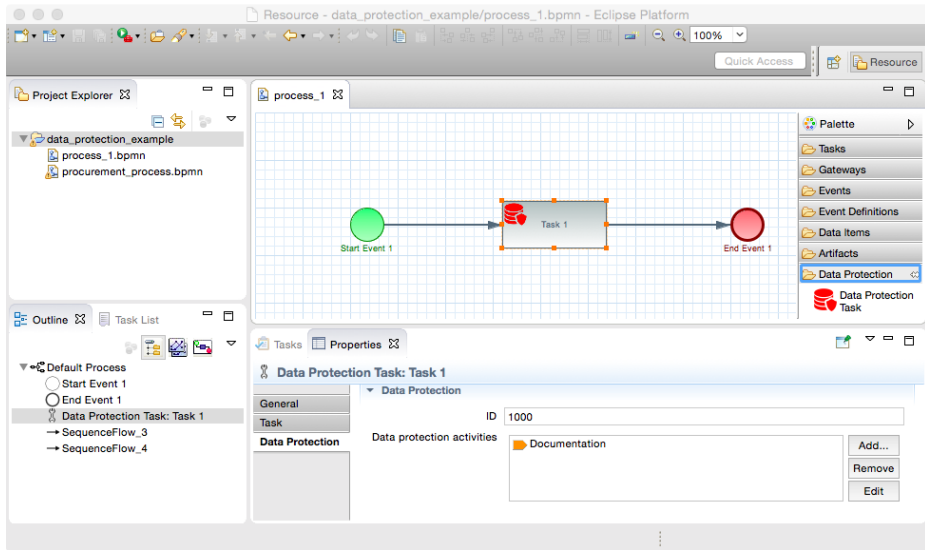 Resource - data_protection_example/process_1.bpmn - Eclipse Platform
100%
Quick Access
Resource
Project Explorer
data_protection_example
process_1.bpmn
procurement_process.bpmn
process_1
Start Event 1
Task 1
End Event 1
Palette
Tasks
Gateways
Events
Event Definitions
Data Items
Artifacts
Data Protection
Data Protection
Task
Outline
Task List
Default Process
Start Event 1
End Event 1
Data Protection Task: Task 1
SequenceFlow_3
SequenceFlow_4
Tasks
Properties
Data Protection Task: Task 1
General
Task
Data Protection
Data Protection
ID
1000
Data protection activities
Documentation
Add...
Remove
Edit